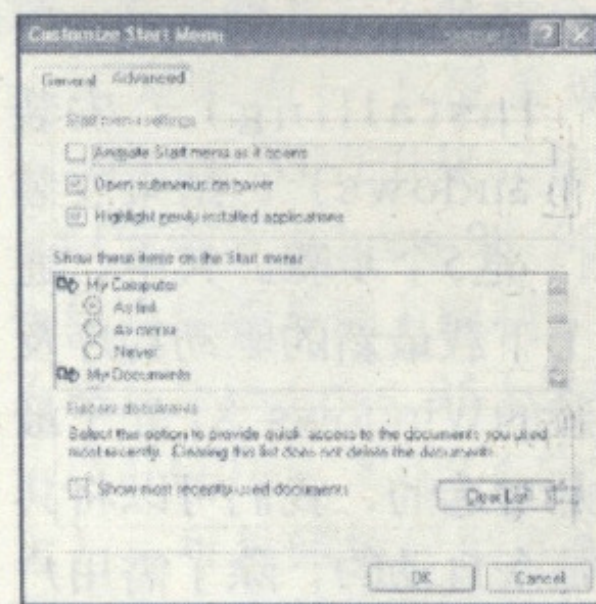 Customize Start Menu
General Advanced
Start menu settings
Animate Start menu as it opens
Open submenus on hover
Highlight newly installed applications
Show these items on the Start menu:
My Computer
As link
As menu
Never
My Documents
Recent documents
Select this option to provide quick access to the documents you used
most recently. Clearing this list does not delete the documents.
Show most recently-used documents
Clear List
OK Cancel